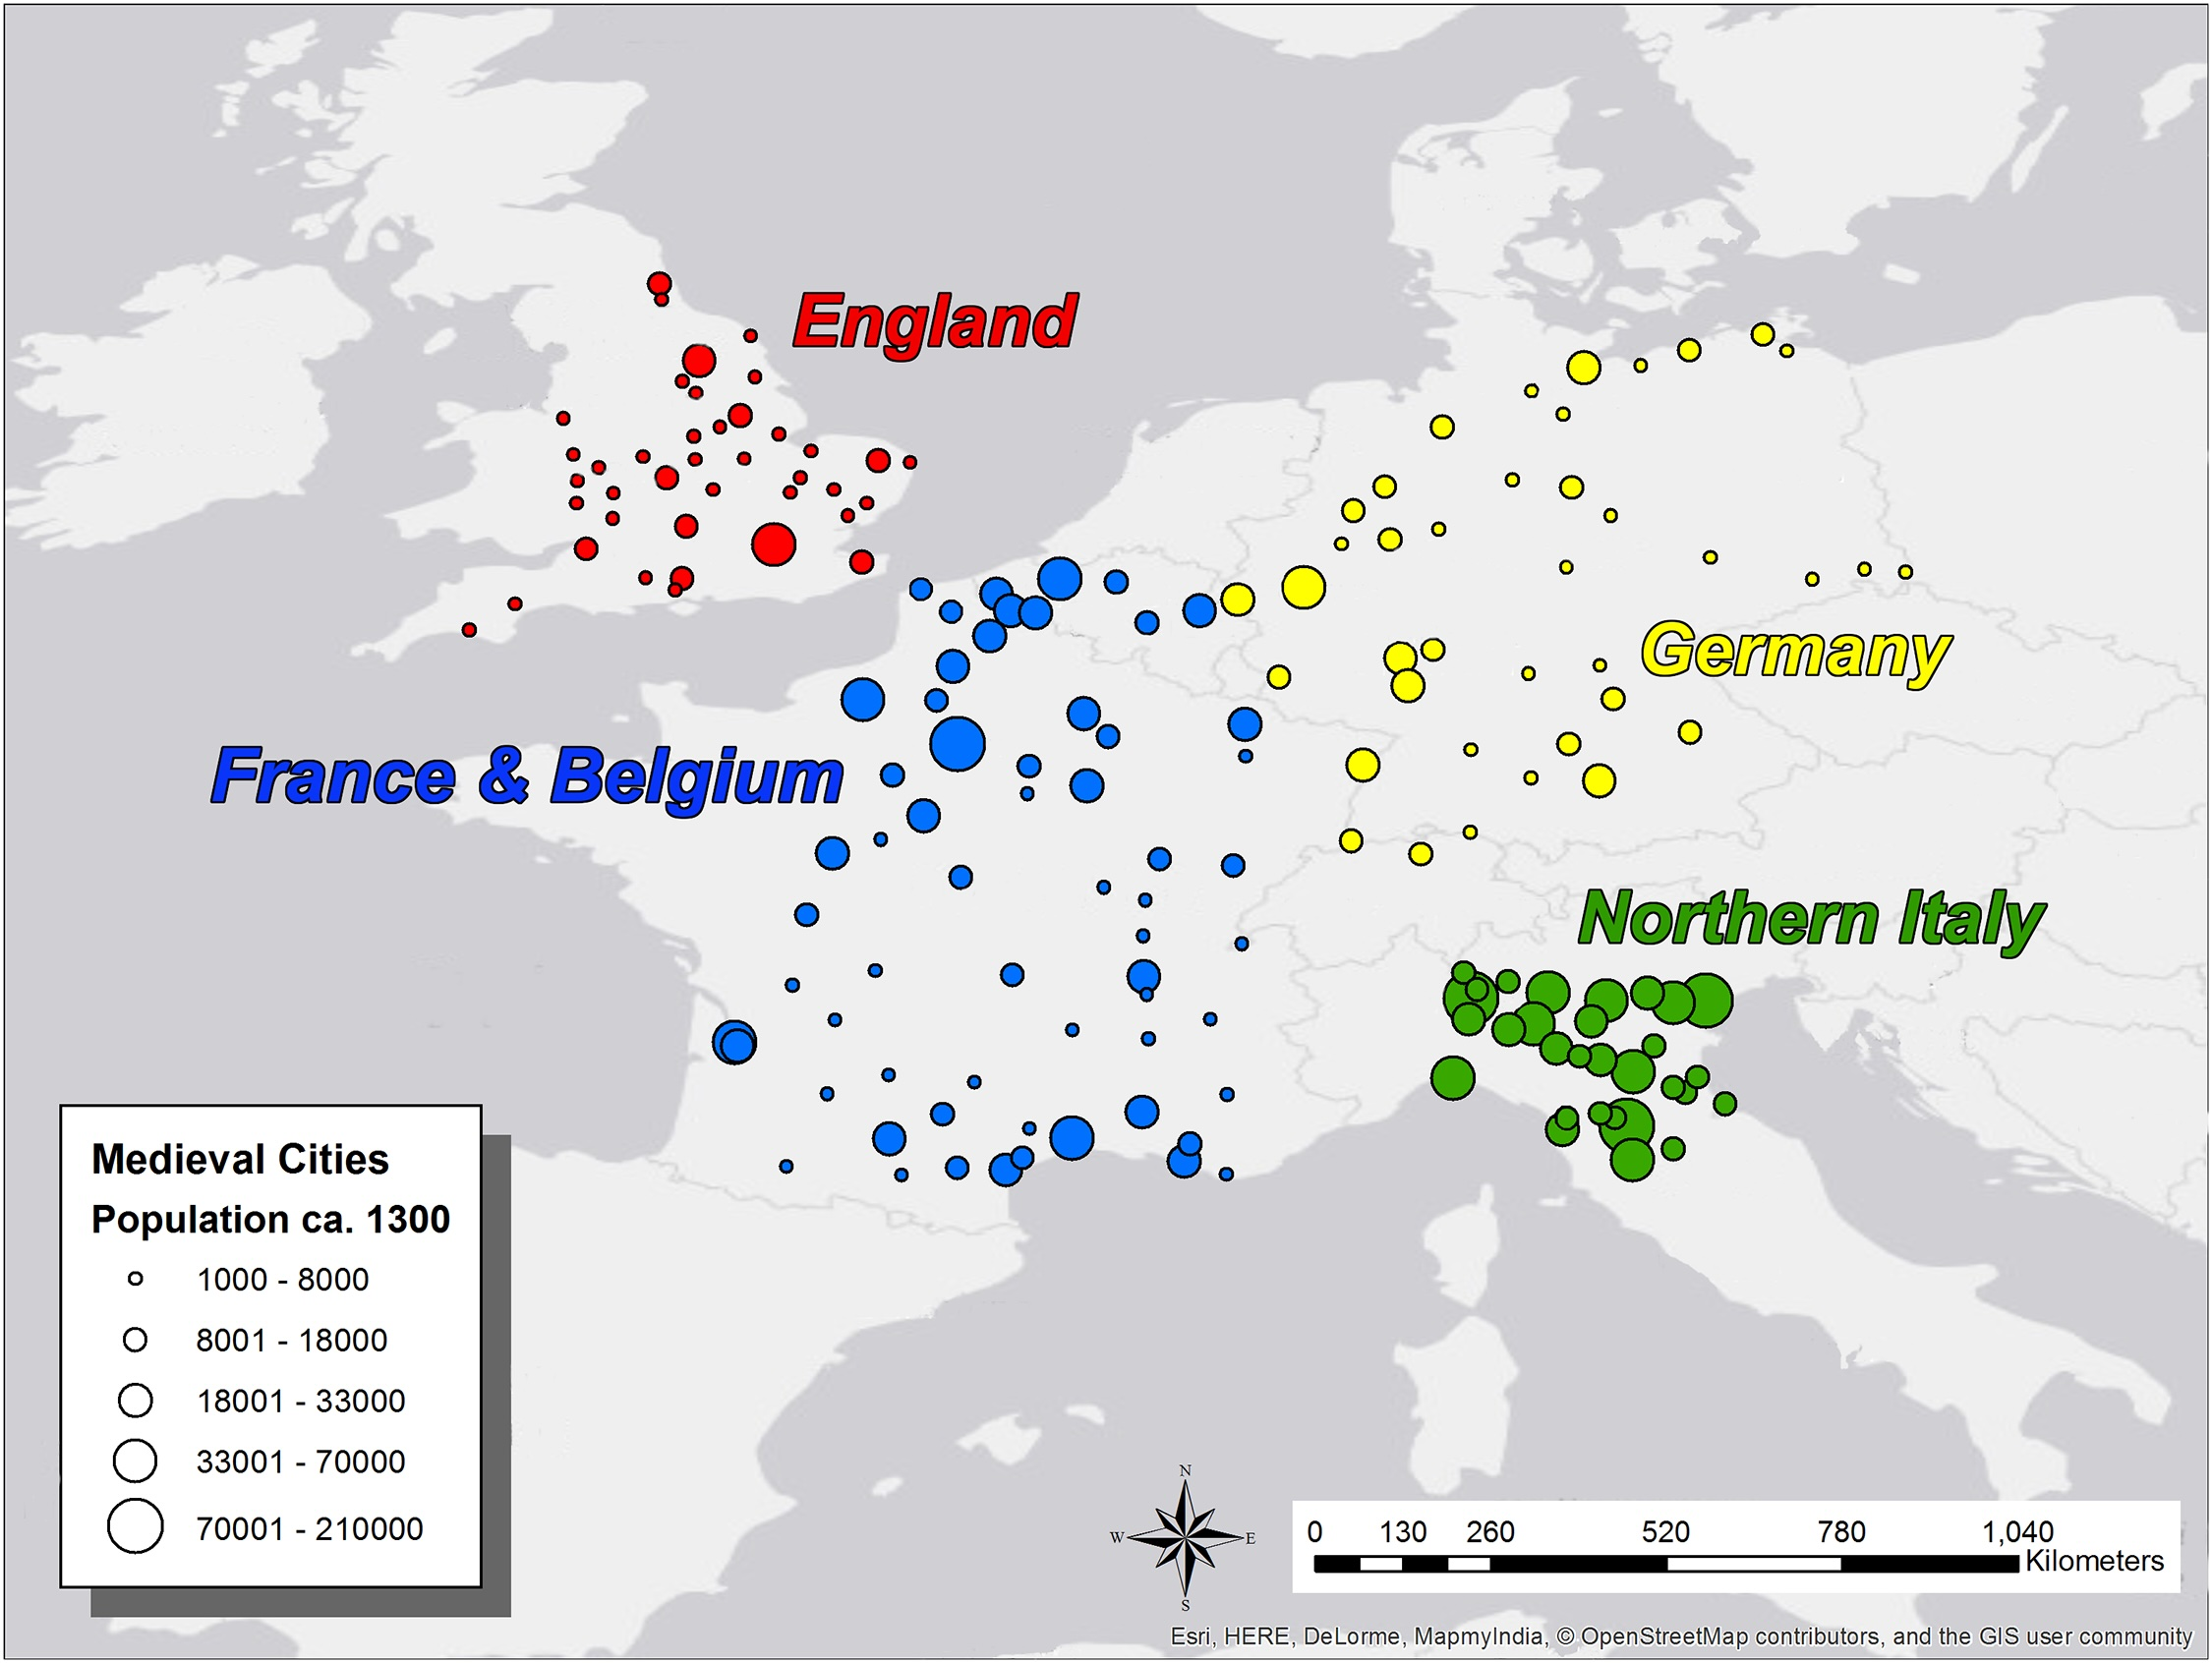 England
Germany
France & Belgium
Northern Italy
Medieval Cities
Population ca. 1300
1000 - 8000
8001 - 18000
18001 - 33000
33001 - 70000
70001 - 210000
N
W E
S
0 130 260 520 780 1,040
Kilometers
Esri, HERE, DeLorme, MapmyIndia, © OpenStreetMap contributors, and the GIS user community